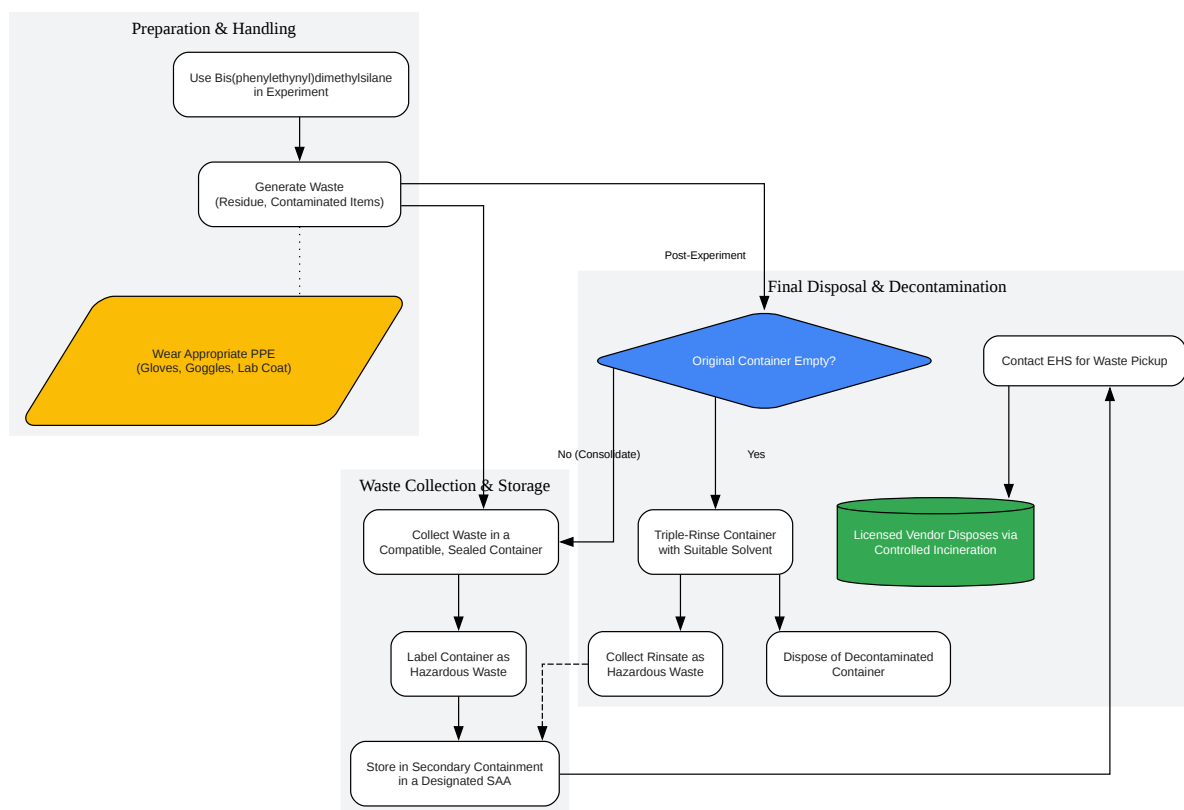 Preparation & Handling
Use Bis(phenylethynyl)dimethylsilane
in Experiment
Generate Waste
(Residue, Contaminated Items)
Wear Appropriate PPE
(Gloves, Goggles, Lab Coat)
Post-Experiment
Final Disposal & Decontamination
Original Container Empty?
Contact EHS for Waste Pickup
No (Consolidate)
Yes
Waste Collection & Storage
Collect Waste in a
Compatible, Sealed Container
Triple-Rinse Container
with Suitable Solvent
Licensed Vendor Disposes via
Controlled Incineration
Label Container as
Hazardous Waste
Collect Rinsate as
Hazardous Waste
Dispose of Decontaminated
Container
Store in Secondary Containment
in a Designated SAA